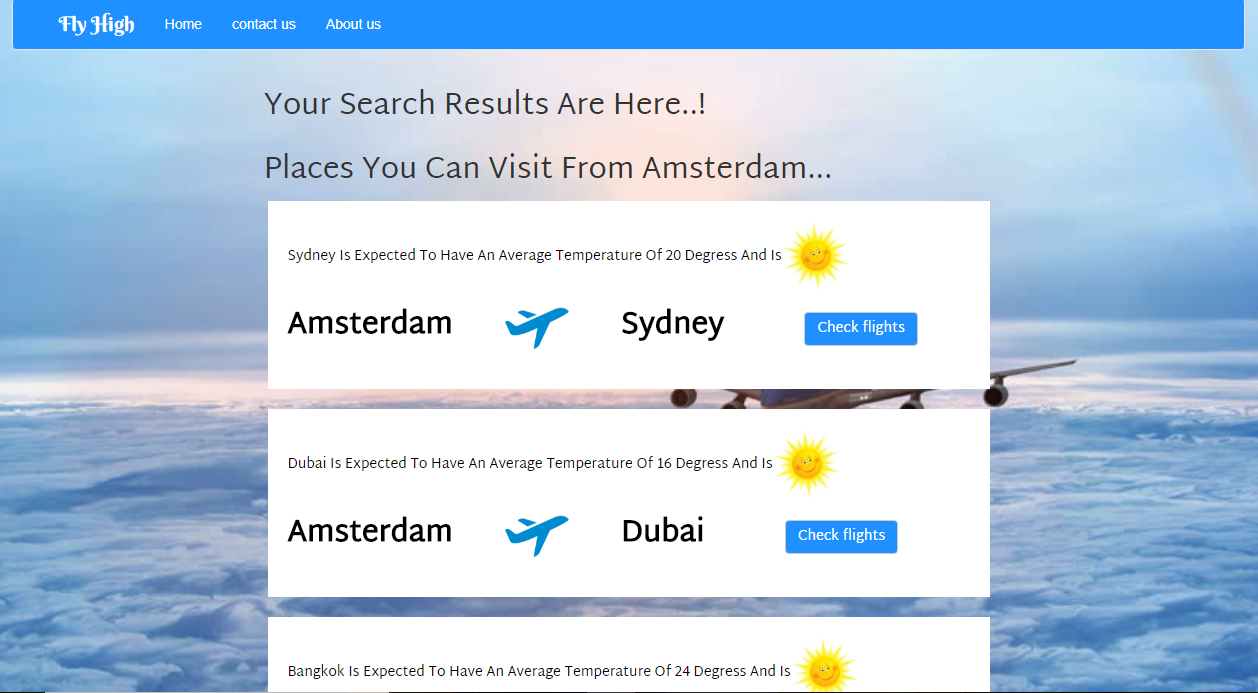 Fly High Home contact us About us
Your Search Results Are Here..!
Places You Can Visit From Amsterdam...
Sydney Is Expected To Have An Average Temperature Of 20 Degress And Is
Amsterdam Sydney Check flights
Dubai Is Expected To Have An Average Temperature Of 16 Degress And Is
Amsterdam Dubai Check flights
Bangkok Is Expected To Have An Average Temperature Of 24 Degress And Is